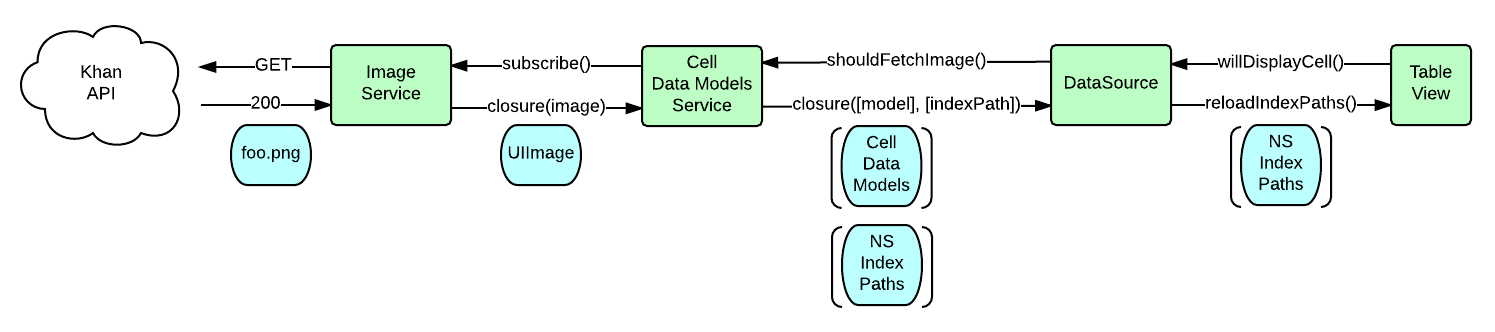 Khan
API
GET
200
foo.png
Image
Service
subscribe()
closure(image)
UIImage
Cell
Data Models
Service
shouldFetchImage()
closure([model], [indexPath])
Cell
Data
Models
NS
Index
Paths
DataSource
willDisplayCell()
reloadIndexPaths()
NS
Index
Paths
Table
View